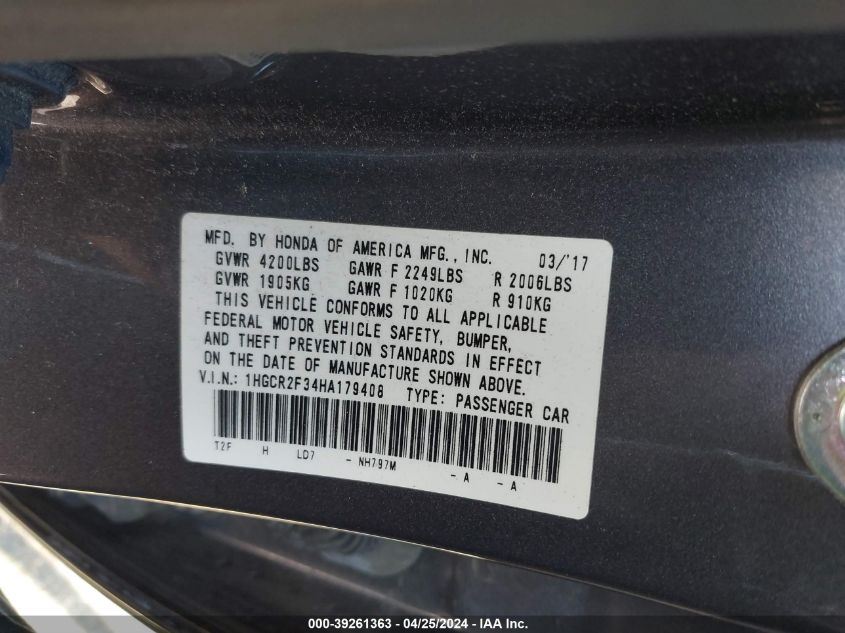 MFD. BY HONDA OF AMERICA MFG., INC. 03/'17
GVWR 4200LBS GAWR F 2249LBS R 2006LBS
GVWR 1905KG GAWR F 1020KG R 910KG
THIS VEHICLE CONFORMS TO ALL APPLICABLE
FEDERAL MOTOR VEHICLE SAFETY, BUMPER,
AND THEFT PREVENTION STANDARDS IN EFFECT
ON THE DATE OF MANUFACTURE SHOWN ABOVE.
V.I.N.: 1HGCR2F34HA179408 TYPE: PASSENGER CAR
T2F H LD7 - NH797M - A - A
000-39261363 - 04/25/2024 - IAA Inc.